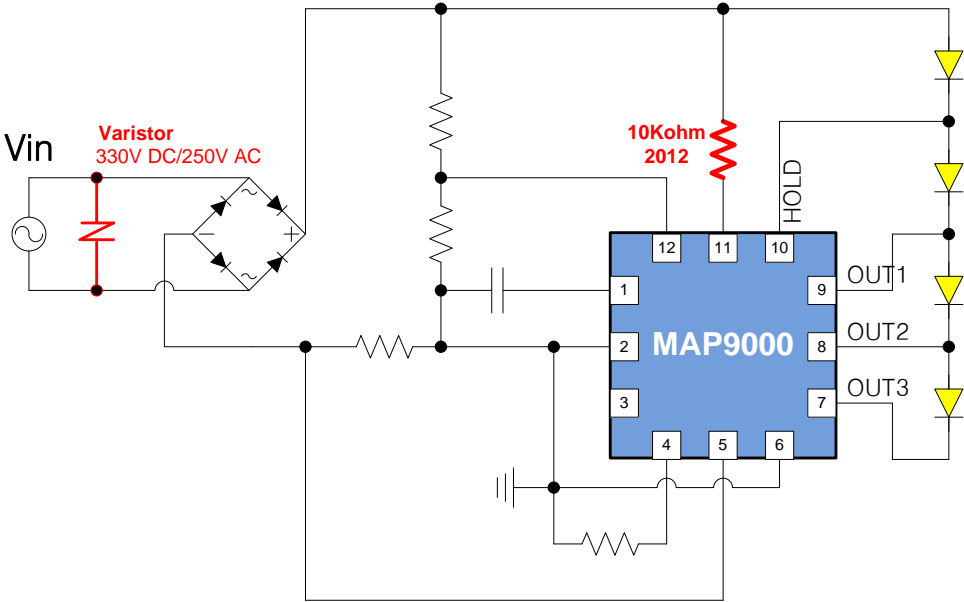 Vin
Varistor
330V DC/250V AC
~
+
−
~
10Kohm
2012
HOLD
12
11
10
1
2
3
MAP9000
9
8
7
OUT1
OUT2
OUT3
4
5
6